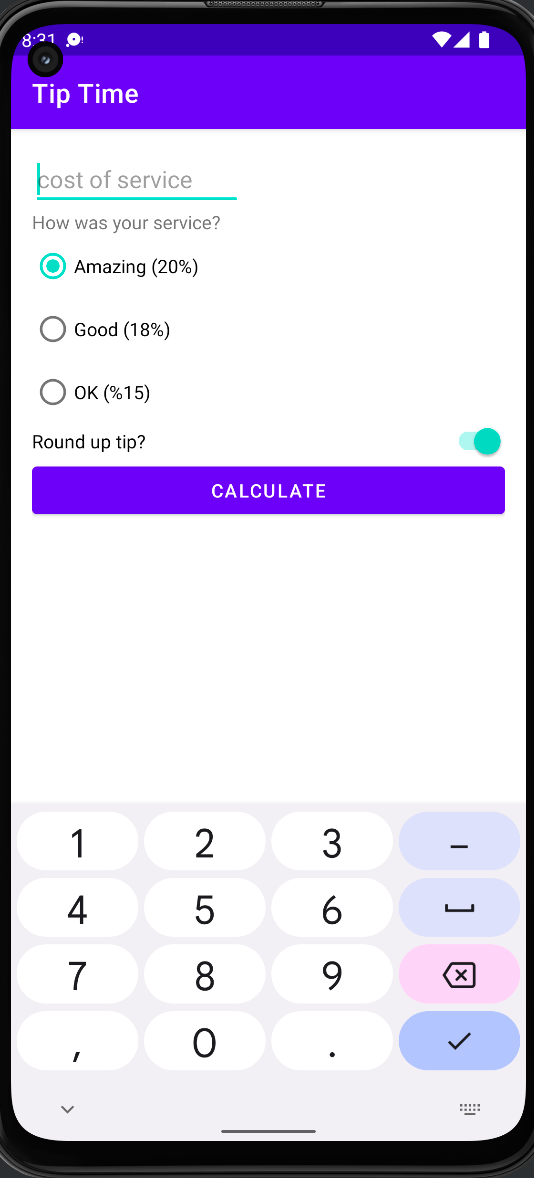 8:31
Tip Time
cost of service
How was your service?
Amazing (20%)
Good (18%)
OK (%15)
Round up tip?
CALCULATE
1 2 3 –
4 5 6
7 8 9
, 0 .